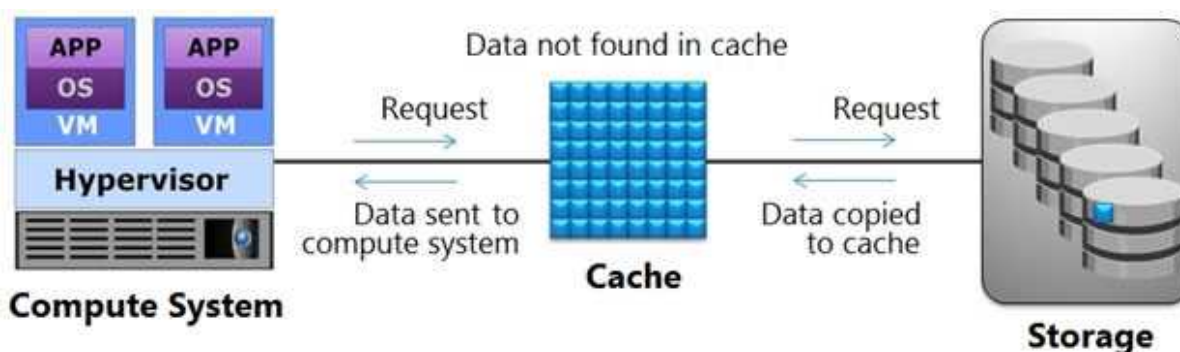 APP
OS
VM
APP
OS
VM
Hypervisor
Compute System
Data not found in cache
Request
Data sent to
compute system
Cache
Request
Data copied
to cache
Storage